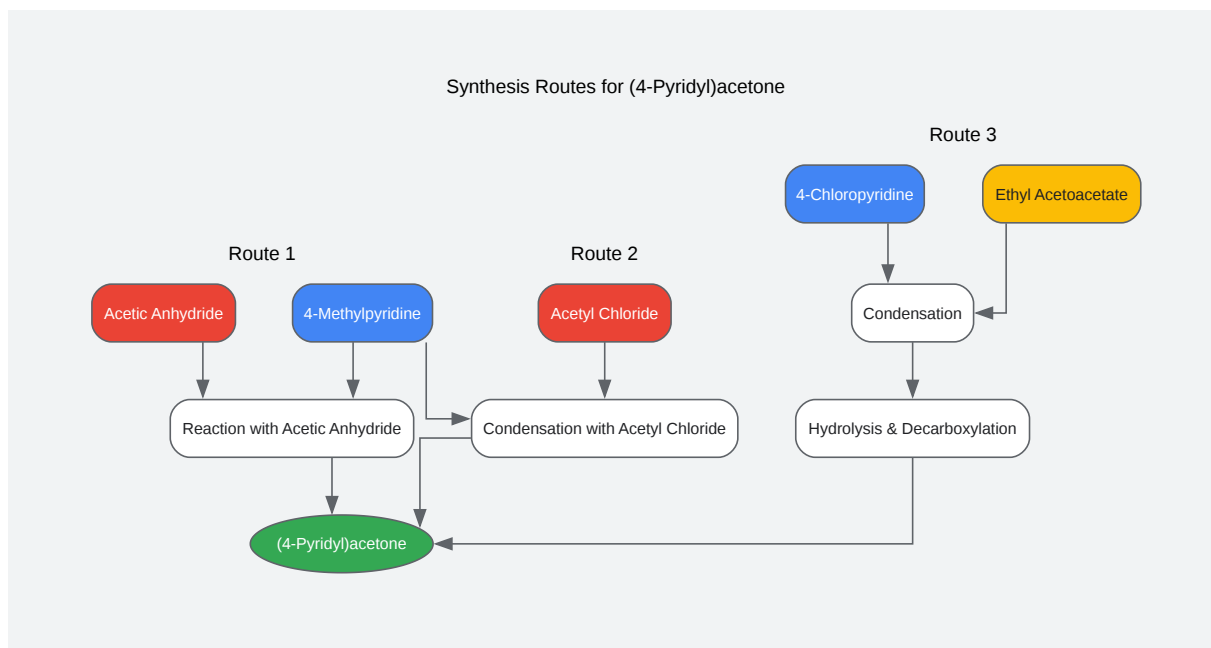 Synthesis Routes for (4-Pyridyl)acetone
Route 3
4-Chloropyridine
Ethyl Acetoacetate
Route 1
Route 2
Acetic Anhydride
4-Methylpyridine
Acetyl Chloride
Condensation
Reaction with Acetic Anhydride
Condensation with Acetyl Chloride
Hydrolysis & Decarboxylation
(4-Pyridyl)acetone